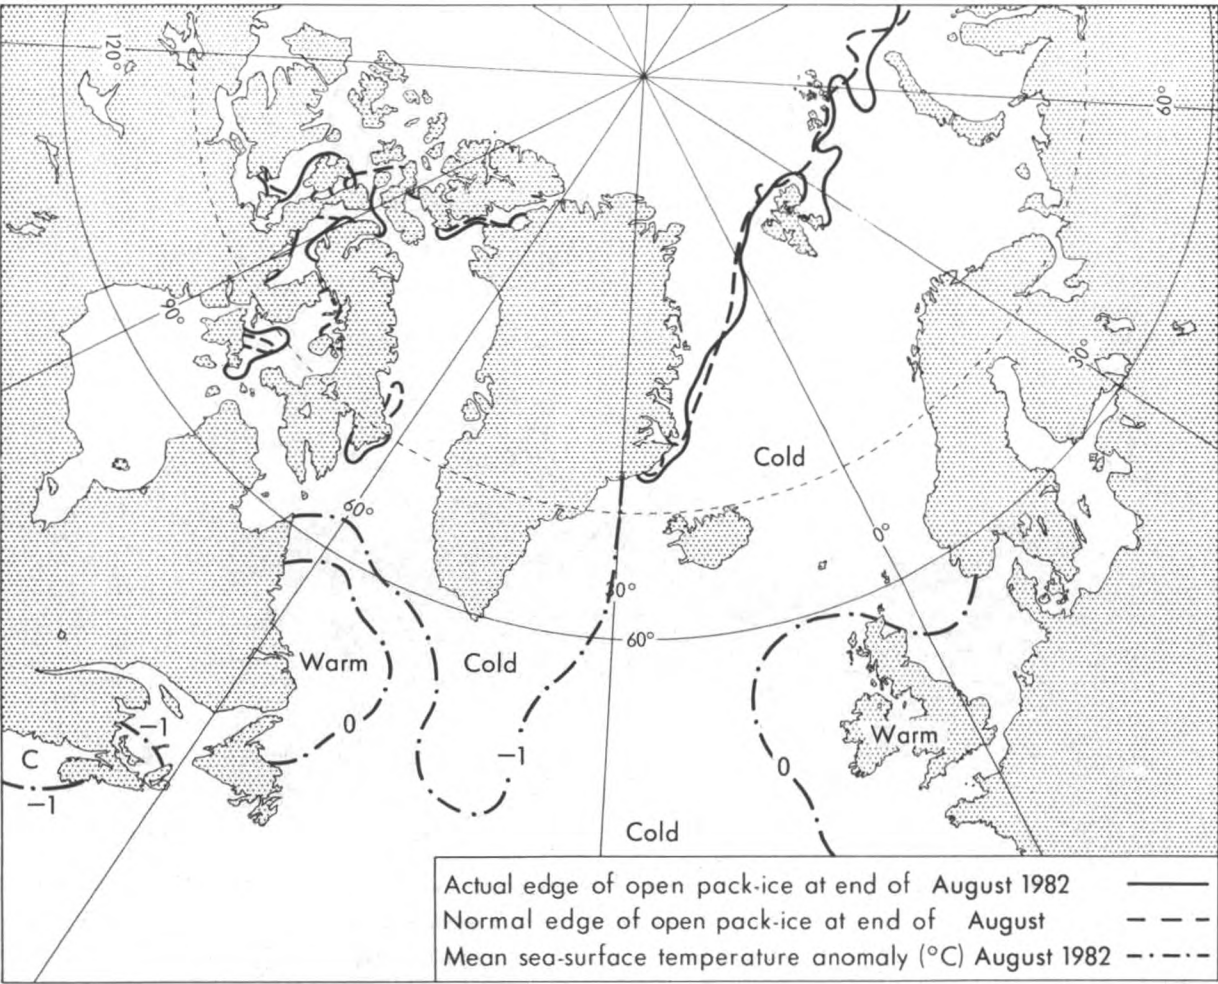 120°
60°
90°
30°
Cold
60°
0°
30°
60°
Warm
Cold
0
−1
Warm
−1
C
0
−1
Cold
Actual edge of open pack-ice at end of August 1982
Normal edge of open pack-ice at end of August
Mean sea-surface temperature anomaly (°C) August 1982